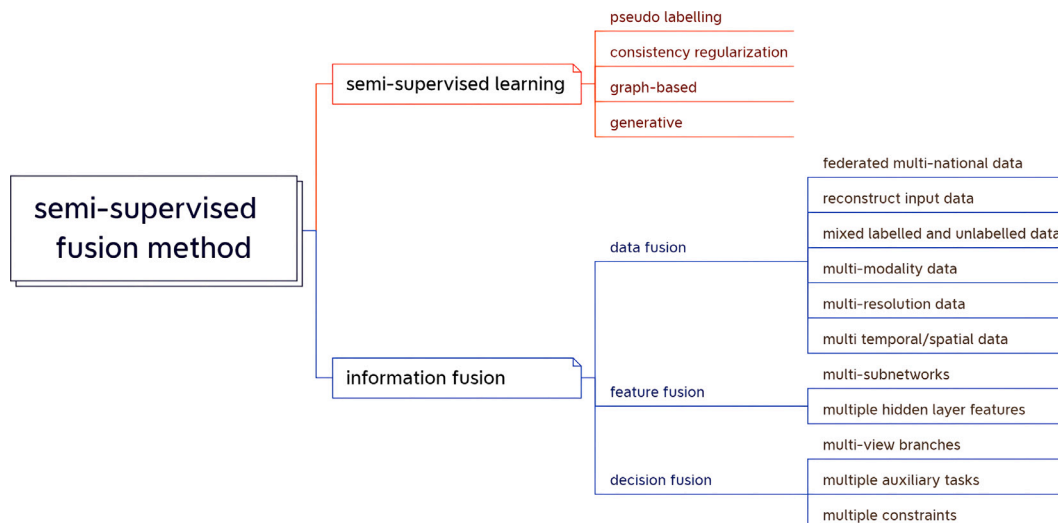 semi-supervised
fusion method
semi-supervised learning
pseudo labelling
consistency regularization
graph-based
generative
information fusion
data fusion
federated multi-national data
reconstruct input data
mixed labelled and unlabelled data
multi-modality data
multi-resolution data
multi temporal/spatial data
feature fusion
multi-subnetworks
multiple hidden layer features
decision fusion
multi-view branches
multiple auxiliary tasks
multiple constraints